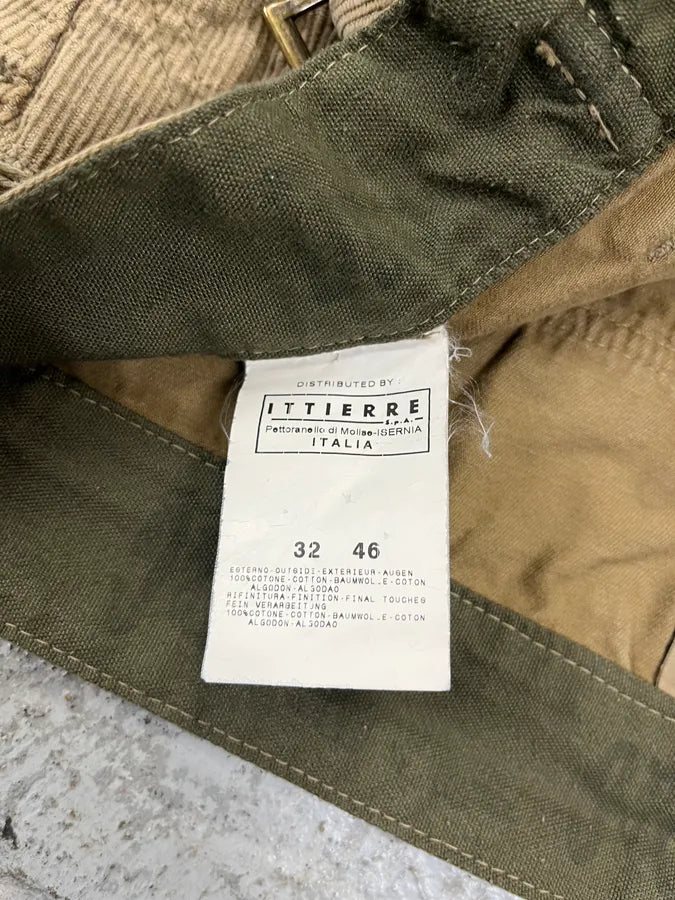 DISTRIBUTED BY:
ITTIERRE
S.p.A.
Pettoranello di Molise-ISERNIA
ITALIA
32 46
ESTERNO-OUTSIDE-EXTERIEUR-AUSEN
100%COTONE-COTTON-BAUMWOLLE-COTON
ALGODON-ALGODAO
RIFINITURA-FINITION-FINAL TOUCHES
FEIN VERARBEITUNG
100%COTONE-COTTON-BAUMWOLLE-COTON
ALGODON-ALGODAO